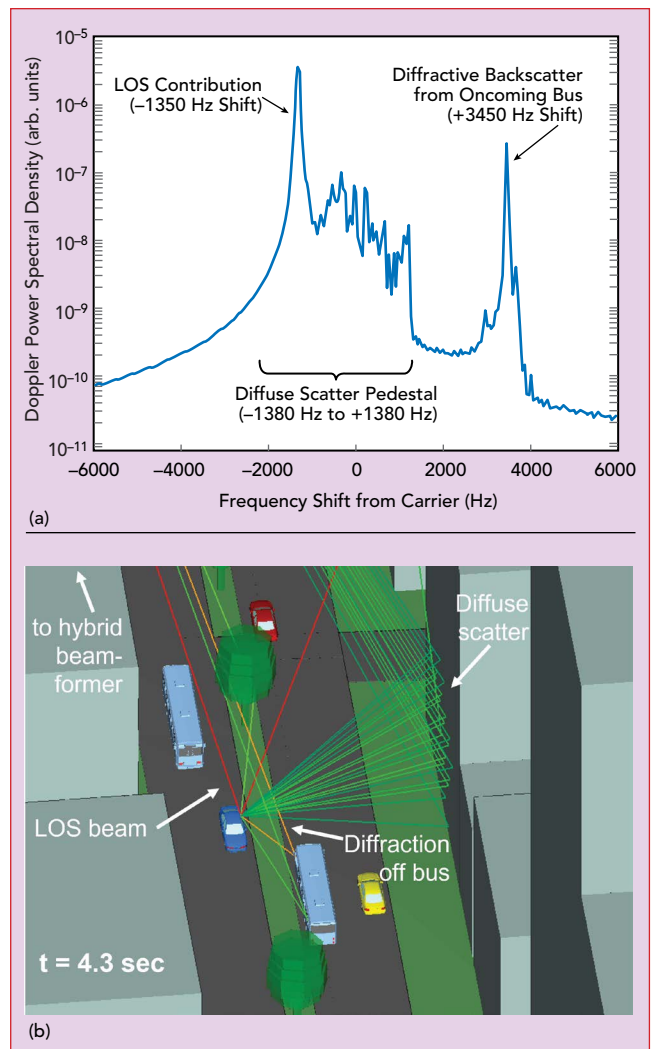 10−5
10−6
10−7
10−8
10−9
10−10
10−11
Doppler Power Spectral Density (arb. units)
LOS Contribution
(−1350 Hz Shift)
Diffractive Backscatter
from Oncoming Bus
(+3450 Hz Shift)
Diffuse Scatter Pedestal
(−1380 Hz to +1380 Hz)
−6000 −4000 −2000 0 2000 4000 6000
Frequency Shift from Carrier (Hz)
(a)
to hybrid
beam-
former
Diffuse
scatter
LOS beam
Diffraction
off bus
t = 4.3 sec
(b)